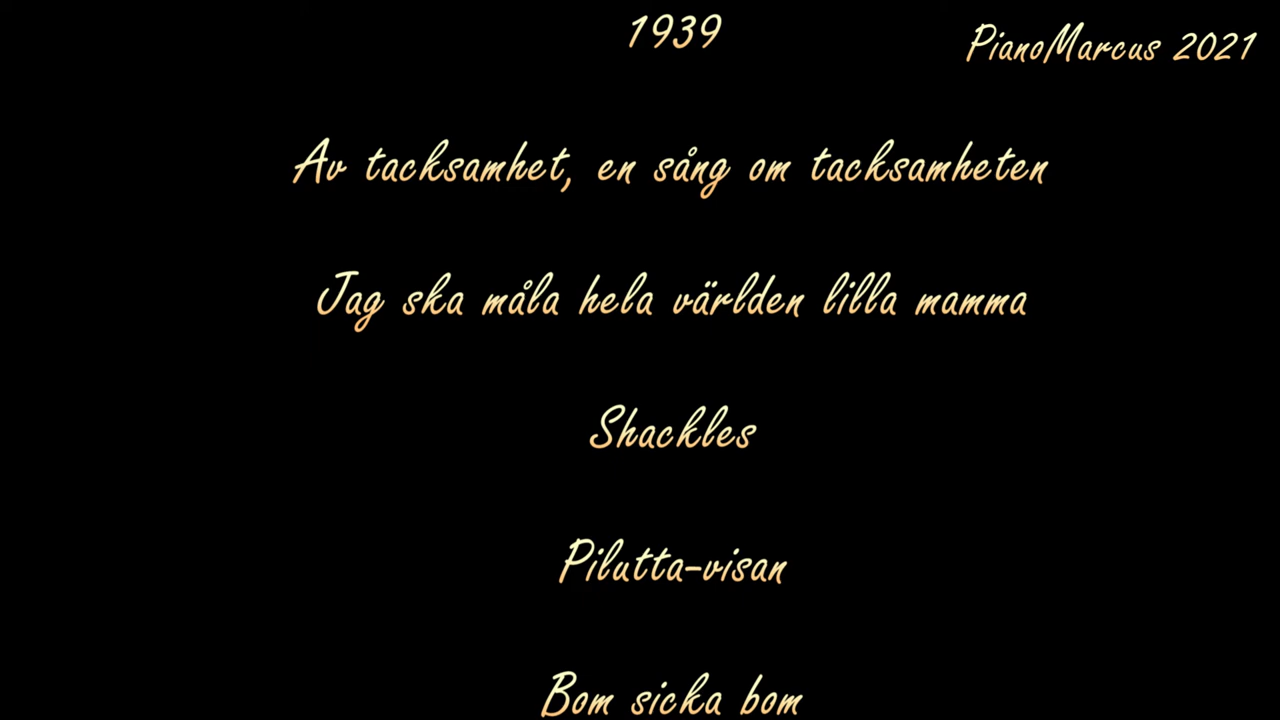 1939
PianoMarcus 2021
Av tacksamhet, en sång om tacksamheten
Jag ska måla hela världen lilla mamma
Shackles
Pilutta-visan
Bom sicka bom